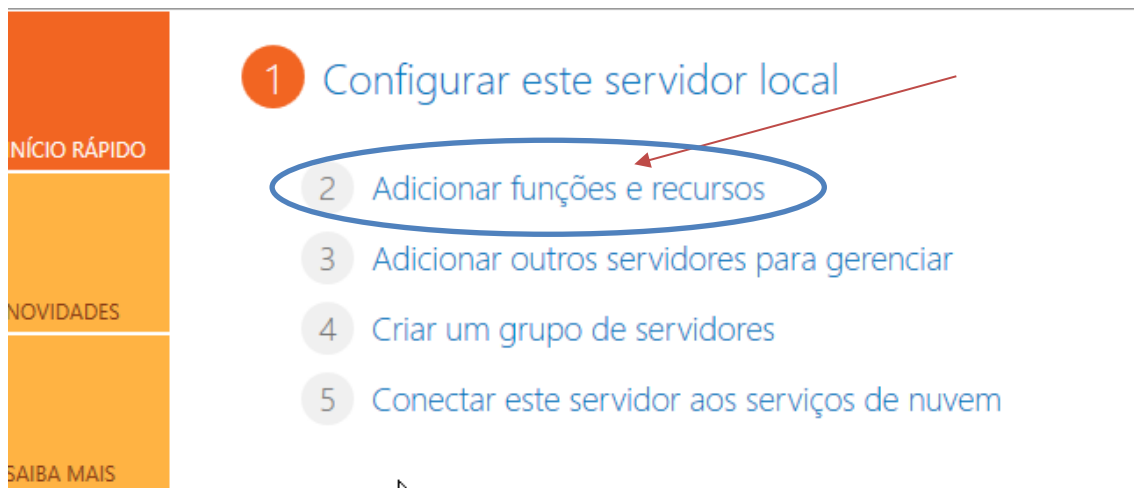 1 Configurar este servidor local
NÍCIO RÁPIDO
2 Adicionar funções e recursos
3 Adicionar outros servidores para gerenciar
NOVIDADES
4 Criar um grupo de servidores
5 Conectar este servidor aos serviços de nuvem
SAIBA MAIS